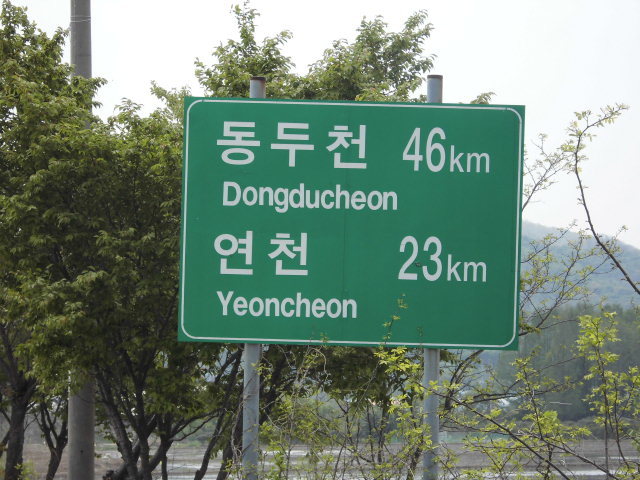 동두천 46km
Dongducheon
연천 23km
Yeoncheon